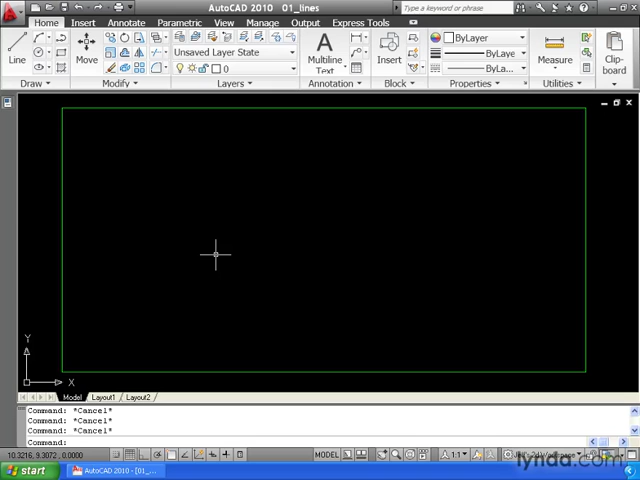 AutoCAD 2010 01_lines
Type a keyword or phrase
Home Insert Annotate Parametric View Manage Output Express Tools
Line
Move
Unsaved Layer State
0
Multiline
Text
Insert
ByLayer
ByLaye
ByLa
Measure
Clip-
board
Draw Modify Layers Annotation Block Properties Utilities
Y
X
Model Layout1 Layout2
Command: *Cancel*
Command: *Cancel*
Command: *Cancel*
Command:
10.3216, 9.3072, 0.0000
MODEL
1:1
lynda.com
start
AutoCAD 2010 - [01_...